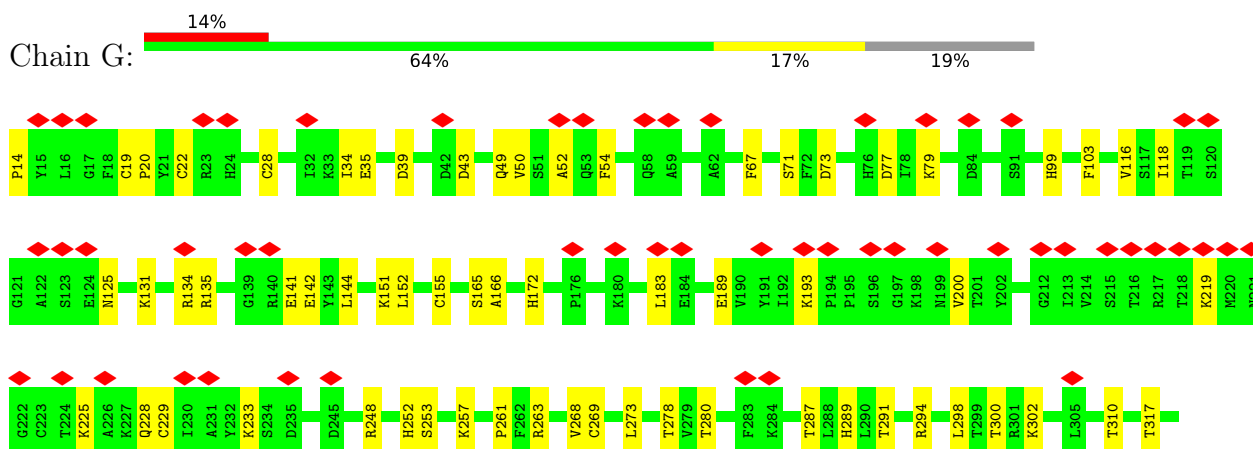 14%
Chain G:
64% 17% 19%
P14 Y15 L16 G17 F18 C19 P20 Y21 C22 R23 H24 C28 I32 K33 I34 E35 D39 D42 D43 Q49 V50 S51 A52 Q53 F54 Q58 A59 A62 F67 S71 F72 D73 H76 D77 I78 K79 D84 S91 H99 F103 V116 S117 I118 T119 S120
G121 A122 S123 E124 N125 K131 R134 R135 G139 R140 E141 E142 Y143 L144 K151 L152 C155 S165 A166 H172 P176 K180 L183 E184 E189 V190 Y191 I192 K193 P194 P195 S196 G197 K198 N199 V200 T201 Y202 G212 I213 V214 S215 T216 R217 T218 K219 M220
G222 C223 T224 K225 A226 K227 Q228 C229 I230 A231 Y232 K233 S234 D235 D245 R248 H252 S253 K257 P261 F262 R263 V268 C269 L273 T278 V279 T280 F283 K284 T287 L288 H289 L290 T291 R294 L298 T299 T300 R301 K302 L305 T310 T317